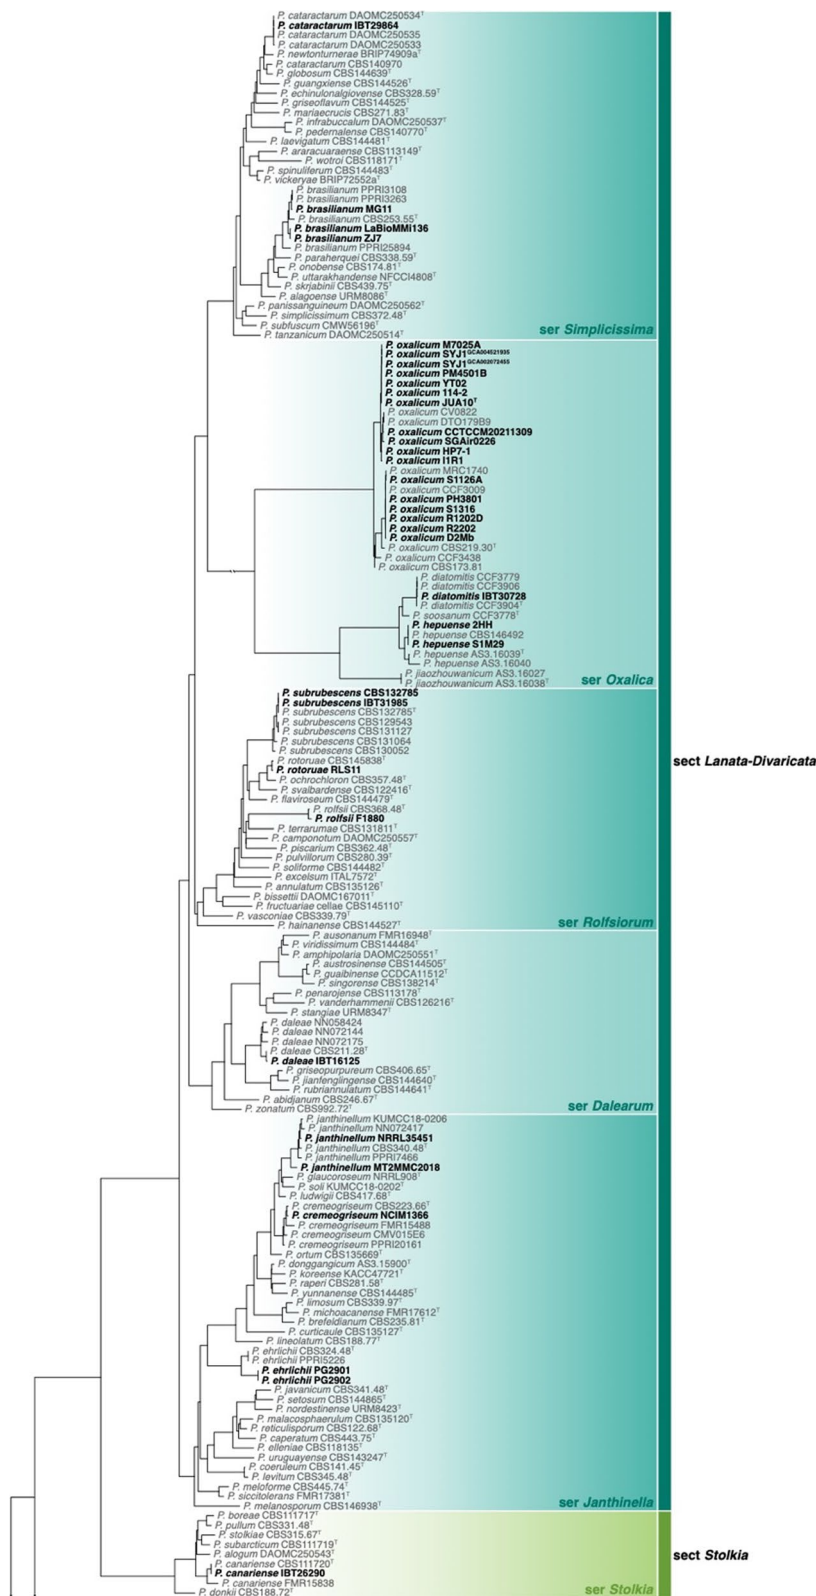 P. cataractarum DAOMC250534ᵀ
P. cataractarum IBT29864
P. cataractarum DAOMC250535
P. cataractarum DAOMC250533
P. newtonturnerae BRIP74909aᵀ
P. cataractarum CBS140970
P. globosum CBS144639ᵀ
P. guangxiense CBS144526ᵀ
P. echinulonalgiovense CBS328.59ᵀ
P. griseoflavum CBS144525ᵀ
P. mariaecrucis CBS271.83ᵀ
P. infrabuccalum DAOMC250537ᵀ
P. pedernalense CBS140770ᵀ
P. laevigatum CBS144481ᵀ
P. araracuaraense CBS113149ᵀ
P. wotroi CBS118171ᵀ
P. spinuliferum CBS144483ᵀ
P. vickeryae BRIP72552aᵀ
P. brasilianum PPRI3108
P. brasilianum PPRI3263
P. brasilianum MG11
P. brasilianum CBS253.55ᵀ
P. brasilianum LaBioMMi136
P. brasilianum ZJ7
P. brasilianum PPRI25894
P. paraherquei CBS338.59ᵀ
P. onobense CBS174.81ᵀ
P. uttarakhandense NFCCI4808ᵀ
P. skrjabinii CBS439.75ᵀ
P. alagoense URM8086ᵀ
P. panissanguineum DAOMC250562ᵀ
P. simplicissimum CBS372.48ᵀ
P. subfuscum CMW56196ᵀ
P. tanzanicum DAOMC250514ᵀ
ser Simplicissima
P. oxalicum M7025A
P. oxalicum SYJ1ᴳᶜᴬ⁰⁰⁴⁵²¹⁹³⁵
P. oxalicum SYJ1ᴳᶜᴬ⁰⁰²⁰⁷²⁴⁵⁵
P. oxalicum PM4501B
P. oxalicum YT02
P. oxalicum 114-2
P. oxalicum JUA10ᵀ
P. oxalicum CV0822
P. oxalicum DTO179B9
P. oxalicum CCTCCM20211309
P. oxalicum SGAir0226
P. oxalicum HP7-1
P. oxalicum I1R1
P. oxalicum MRC1740
P. oxalicum S1126A
P. oxalicum CCF3009
P. oxalicum PH3801
P. oxalicum S1316
P. oxalicum R1202D
P. oxalicum R2202
P. oxalicum D2Mb
P. oxalicum CBS219.30ᵀ
P. oxalicum CCF3438
P. oxalicum CBS173.81
P. diatomitis CCF3779
P. diatomitis CCF3906
P. diatomitis IBT30728
P. diatomitis CCF3904ᵀ
P. soosanum CCF3778ᵀ
P. hepuense 2HH
P. hepuense CBS146492
P. hepuense S1M29
P. hepuense AS3.16039ᵀ
P. hepuense AS3.16040
P. jiaozhouwanicum AS3.16027
P. jiaozhouwanicum AS3.16038ᵀ
ser Oxalica
P. subrubescens CBS132785
P. subrubescens IBT31985
P. subrubescens CBS132785ᵀ
P. subrubescens CBS129543
P. subrubescens CBS131127
P. subrubescens CBS131064
P. subrubescens CBS130052
P. rotoruae CBS145838ᵀ
sect Lanata-Divaricata
P. rotoruae RLS11
P. ochrochloron CBS357.48ᵀ
P. svalbardense CBS122416ᵀ
P. flaviroseum CBS144479ᵀ
P. rolfsii CBS368.48ᵀ
P. rolfsii F1880
P. terrarumae CBS131811ᵀ
P. camponotum DAOMC250557ᵀ
P. piscarium CBS362.48ᵀ
P. pulvillorum CBS280.39ᵀ
P. soliforme CBS144482ᵀ
P. excelsum ITAL7572ᵀ
P. annulatum CBS135126ᵀ
P. bissettii DAOMC167011ᵀ
P. fructuariae cellae CBS145110ᵀ
P. vasconiae CBS339.79ᵀ
P. hainanense CBS144527ᵀ
ser Rolfsiorum
P. ausonanum FMR16948ᵀ
P. viridissimum CBS144484ᵀ
P. amphipolaria DAOMC250551ᵀ
P. austrosinense CBS144505ᵀ
P. guaibinense CCDCA11512ᵀ
P. singorense CBS138214ᵀ
P. penarojense CBS113178ᵀ
P. vanderhammenii CBS126216ᵀ
P. stangiae URM8347ᵀ
P. daleae NN058424
P. daleae NN072144
P. daleae NN072175
P. daleae CBS211.28ᵀ
P. daleae IBT16125
P. griseopurpureum CBS406.65ᵀ
P. jianfenglingense CBS144640ᵀ
P. rubriannulatum CBS144641ᵀ
P. abidjanum CBS246.67ᵀ
P. zonatum CBS992.72ᵀ
ser Dalearum
P. janthinellum KUMCC18-0206
P. janthinellum NN072417
P. janthinellum NRRL35451
P. janthinellum CBS340.48ᵀ
P. janthinellum PPRI7466
P. janthinellum MT2MMC2018
P. glaucoroseum NRRL908ᵀ
P. soli KUMCC18-0202ᵀ
P. ludwigii CBS417.68ᵀ
P. cremeogriseum CBS223.66ᵀ
P. cremeogriseum NCIM1366
P. cremeogriseum FMR15488
P. cremeogriseum CMV015E6
P. cremeogriseum PPRI20161
P. ortum CBS135669ᵀ
P. donggangicum AS3.15900ᵀ
P. koreense KACC47721ᵀ
P. raperi CBS281.58ᵀ
P. yunnanense CBS144485ᵀ
P. limosum CBS339.97ᵀ
P. michoacanense FMR17612ᵀ
P. brefeldianum CBS235.81ᵀ
P. curticaule CBS135127ᵀ
P. lineolatum CBS188.77ᵀ
P. ehrlichii CBS324.48ᵀ
P. ehrlichii PPRI5226
P. ehrlichii PG2901
P. ehrlichii PG2902
P. javanicum CBS341.48ᵀ
P. setosum CBS144865ᵀ
P. nordestinense URM8423ᵀ
P. malacosphaerulum CBS135120ᵀ
P. reticulisporum CBS122.68ᵀ
P. caperatum CBS443.75ᵀ
P. elleniae CBS118135ᵀ
P. uruguayense CBS143247ᵀ
P. coeruleum CBS141.45ᵀ
P. levitum CBS345.48ᵀ
P. meloforme CBS445.74ᵀ
P. siccitolerans FMR17381ᵀ
P. melanosporum CBS146938ᵀ
ser Janthinella
P. boreae CBS111717ᵀ
P. pullum CBS331.48ᵀ
P. stolkiae CBS315.67ᵀ
P. subarcticum CBS111719ᵀ
P. alogum DAOMC250543ᵀ
sect Stolkia
P. canariense CBS111720ᵀ
P. canariense IBT26290
P. canariense FMR15838
P. donkii CBS188.72ᵀ
ser Stolkia